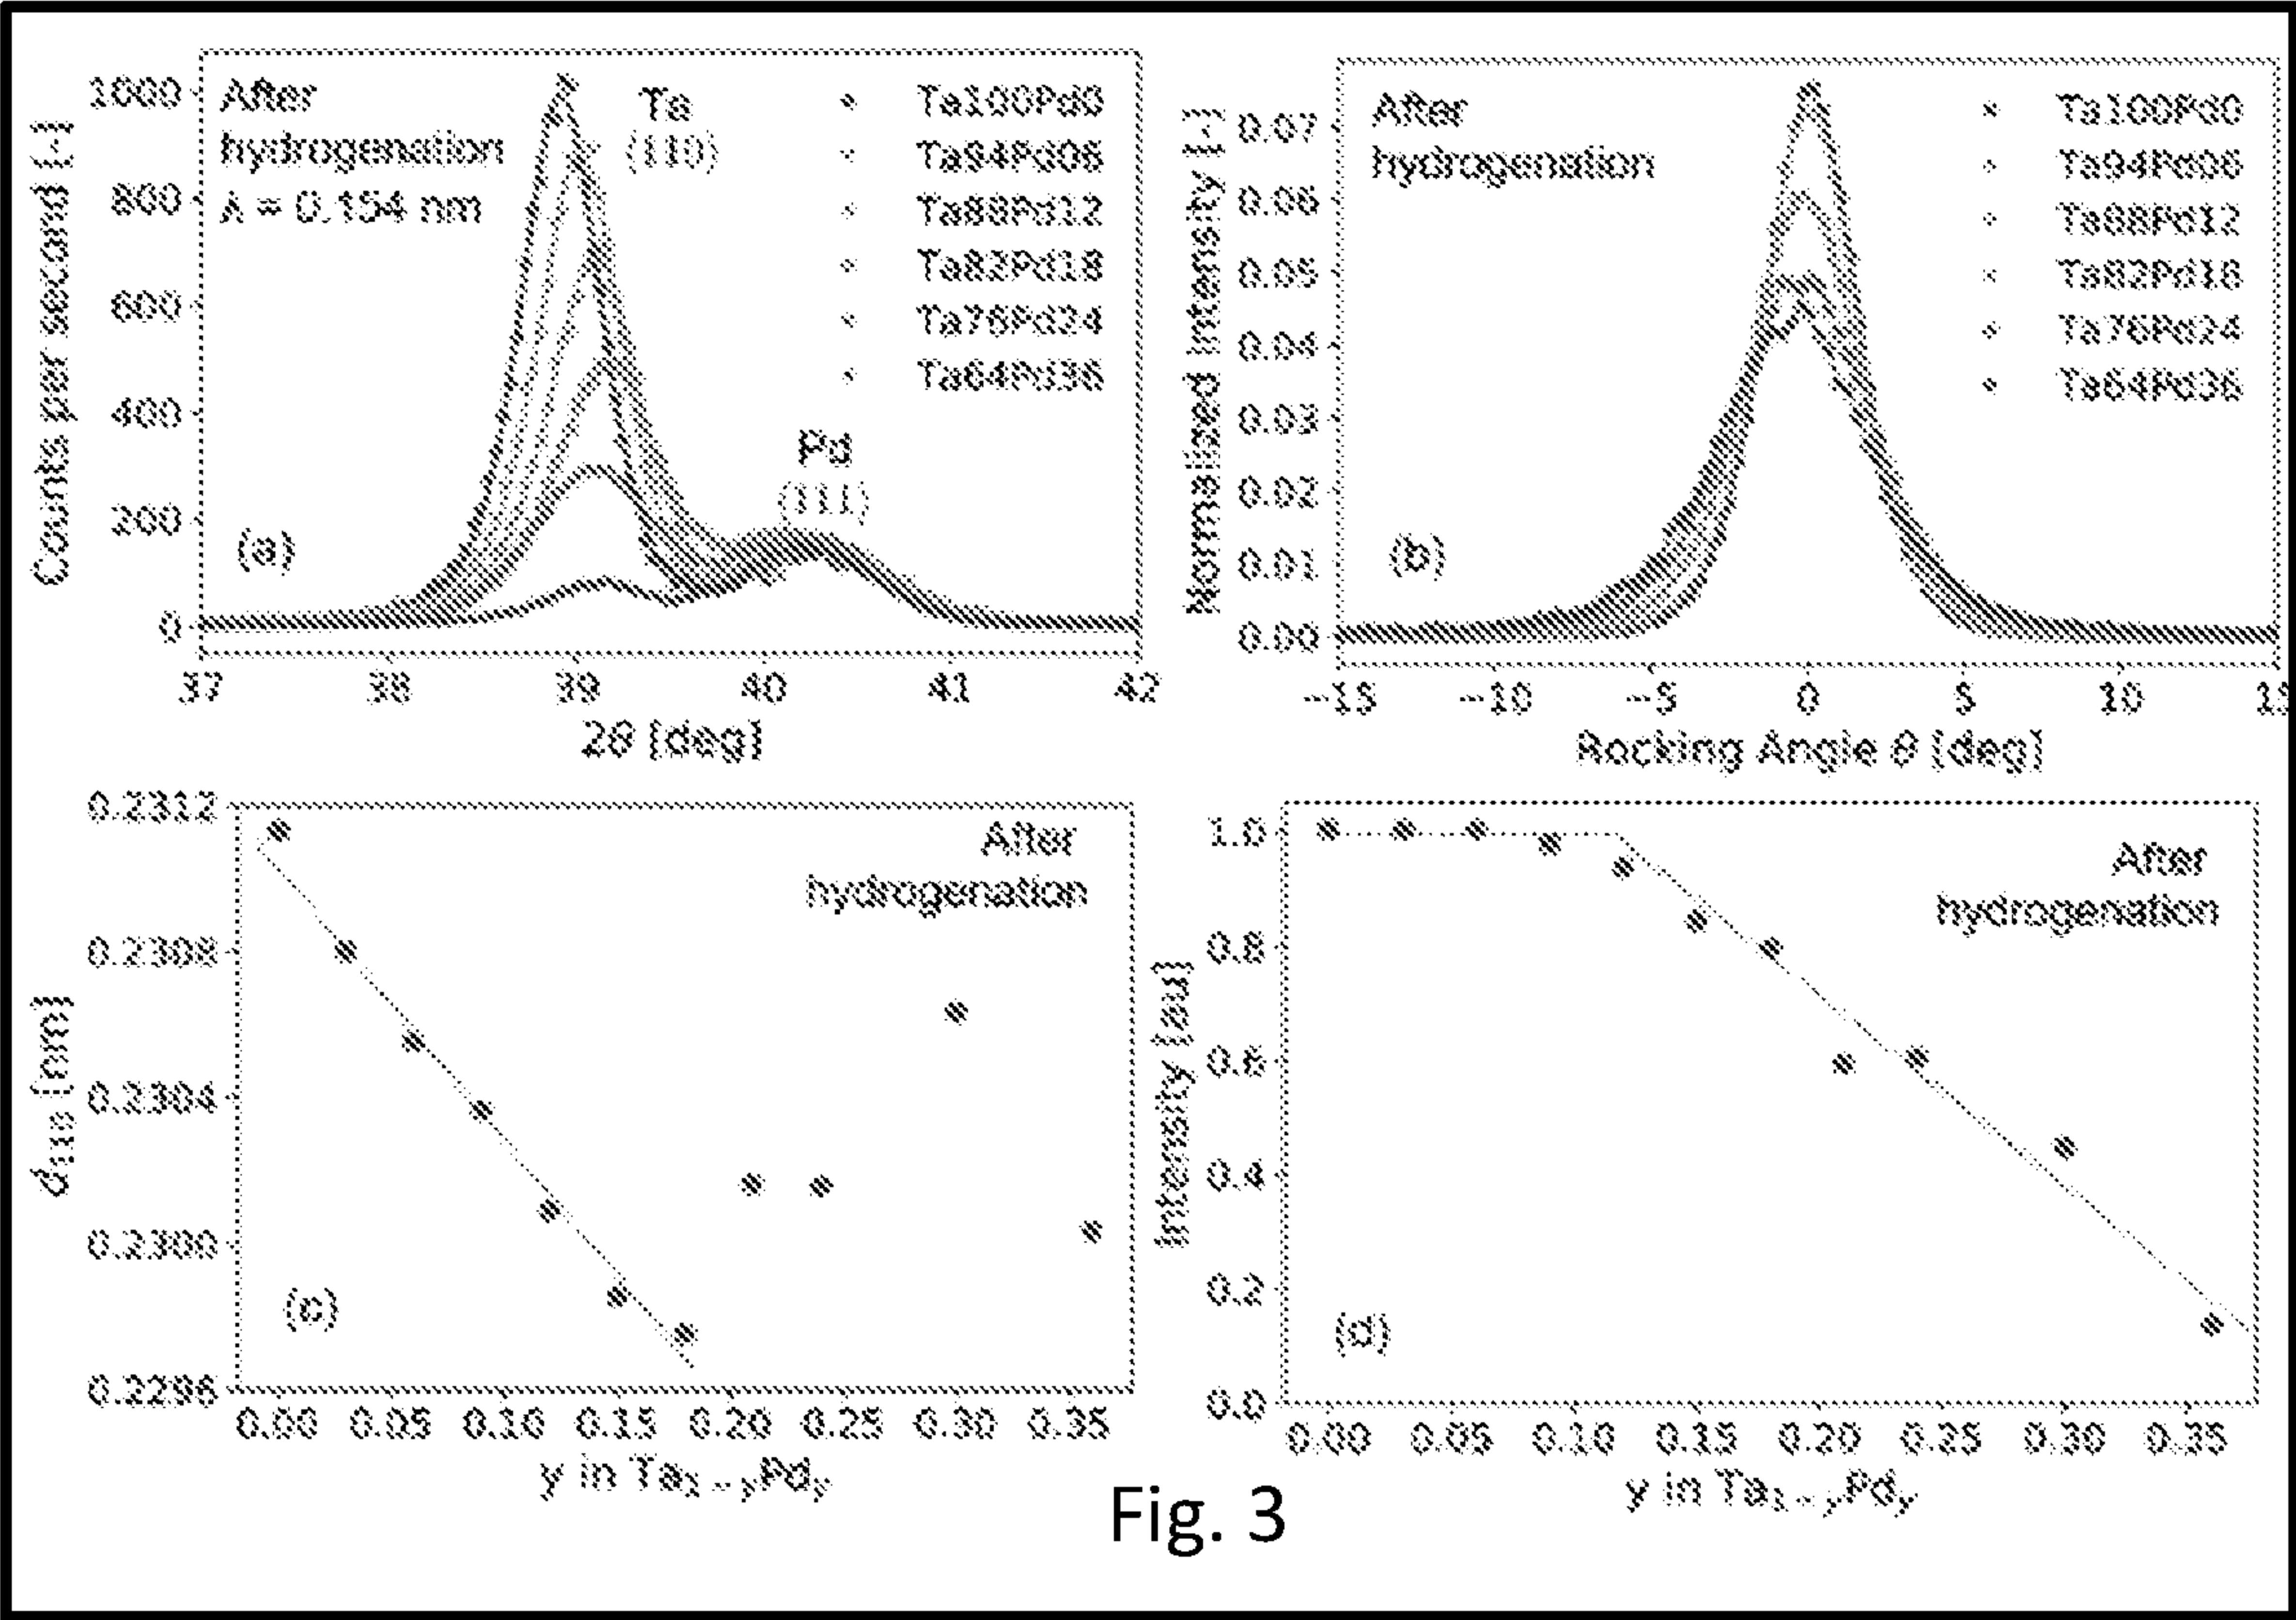 1000
800
600
400
200
0
Counts per second [-]
After
hydrogenation
λ = 0.154 nm
Ta
(110)
Pd
(111)
Ta100Pd0
Ta94Pd06
Ta88Pd12
Ta82Pd18
Ta76Pd24
Ta64Pd36
(a)
37 38 39 40 41 42
2θ [deg]
0.07
0.06
0.05
0.04
0.03
0.02
0.01
0.00
Normalised Intensity [-]
After
hydrogenation
Ta100Pd0
Ta94Pd06
Ta88Pd12
Ta82Pd18
Ta76Pd24
Ta64Pd36
(b)
−15 −10 −5 0 5 10
Rocking Angle θ [deg]
0.2312
0.2308
0.2304
0.2300
0.2296
d110 [nm]
After
hydrogenation
(c)
0.00 0.05 0.10 0.15 0.20 0.25 0.30 0.35
y in Ta1−yPdy
1.0
0.8
0.6
0.4
0.2
0.0
Intensity [au]
After
hydrogenation
(d)
0.00 0.05 0.10 0.15 0.20 0.25 0.30 0.35
y in Ta1−yPdy
Fig. 3